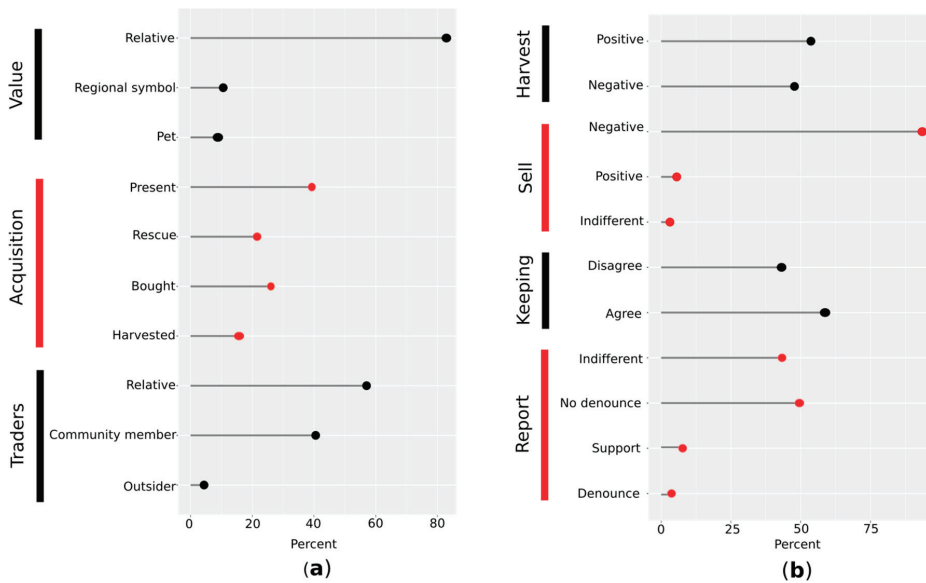 Value
Relative
Regional symbol
Pet
Acquisition
Present
Rescue
Bought
Harvested
Traders
Relative
Community member
Outsider
0 20 40 60 80
Percent
(a)
Harvest
Positive
Negative
Sell
Negative
Positive
Indifferent
Keeping
Disagree
Agree
Report
Indifferent
No denounce
Support
Denounce
0 25 50 75
Percent
(b)